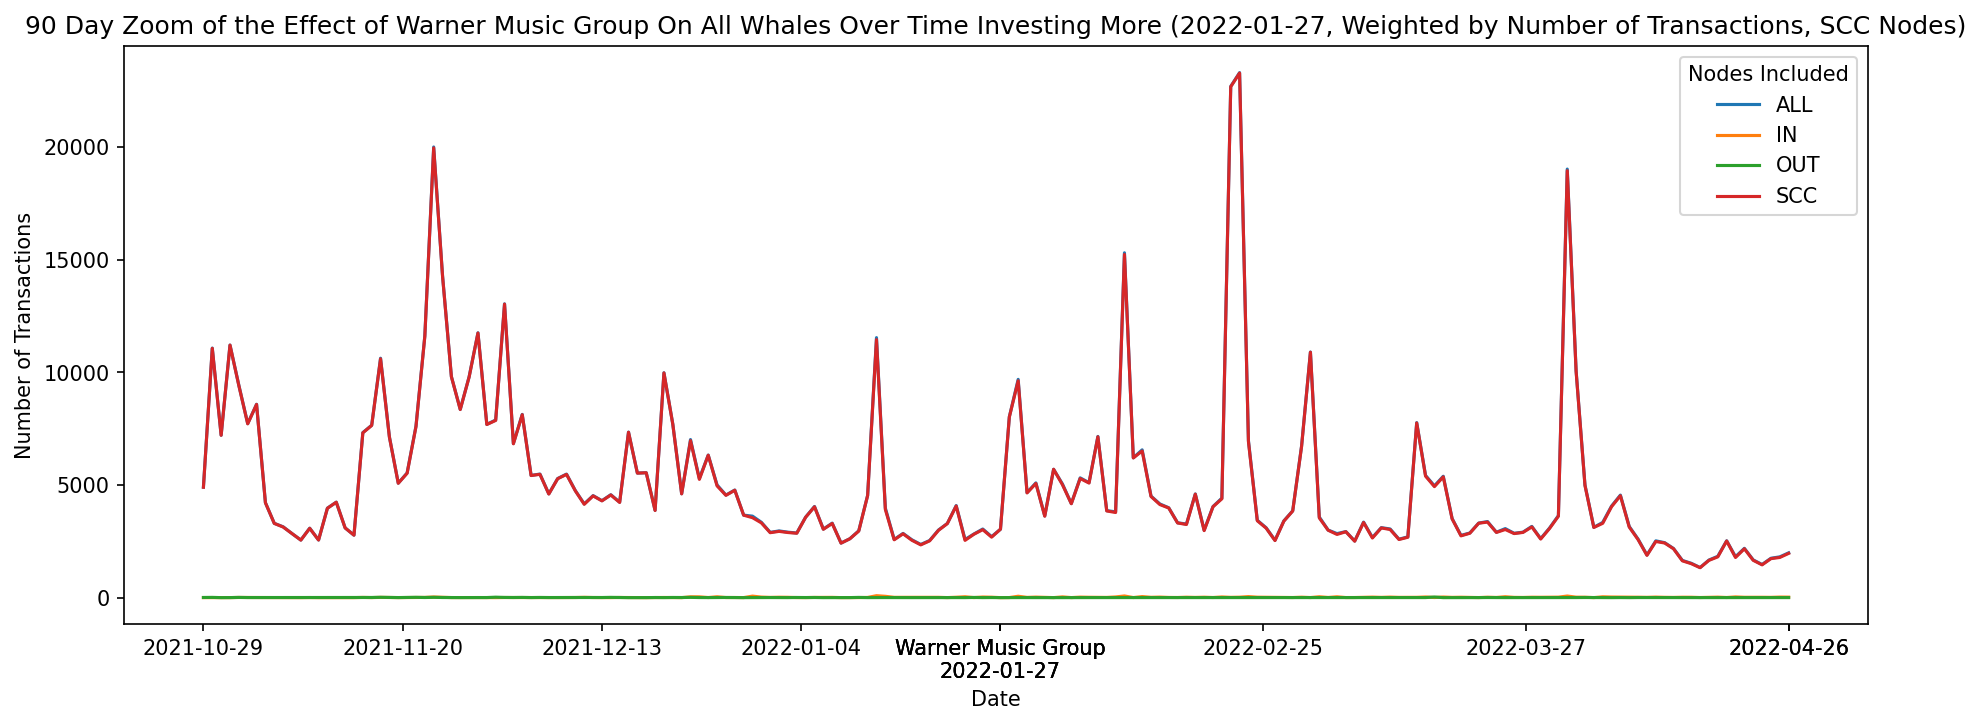 90 Day Zoom of the Effect of Warner Music Group On All Whales Over Time Investing More (2022-01-27, Weighted by Number of Transactions, SCC Nodes)
Nodes Included
ALL
IN
OUT
SCC
Number of Transactions
20000
15000
10000
5000
0
2021-10-29
2021-11-20
2021-12-13
2022-01-04
Warner Music Group
2022-01-27
2022-02-25
2022-03-27
2022-04-26
Date